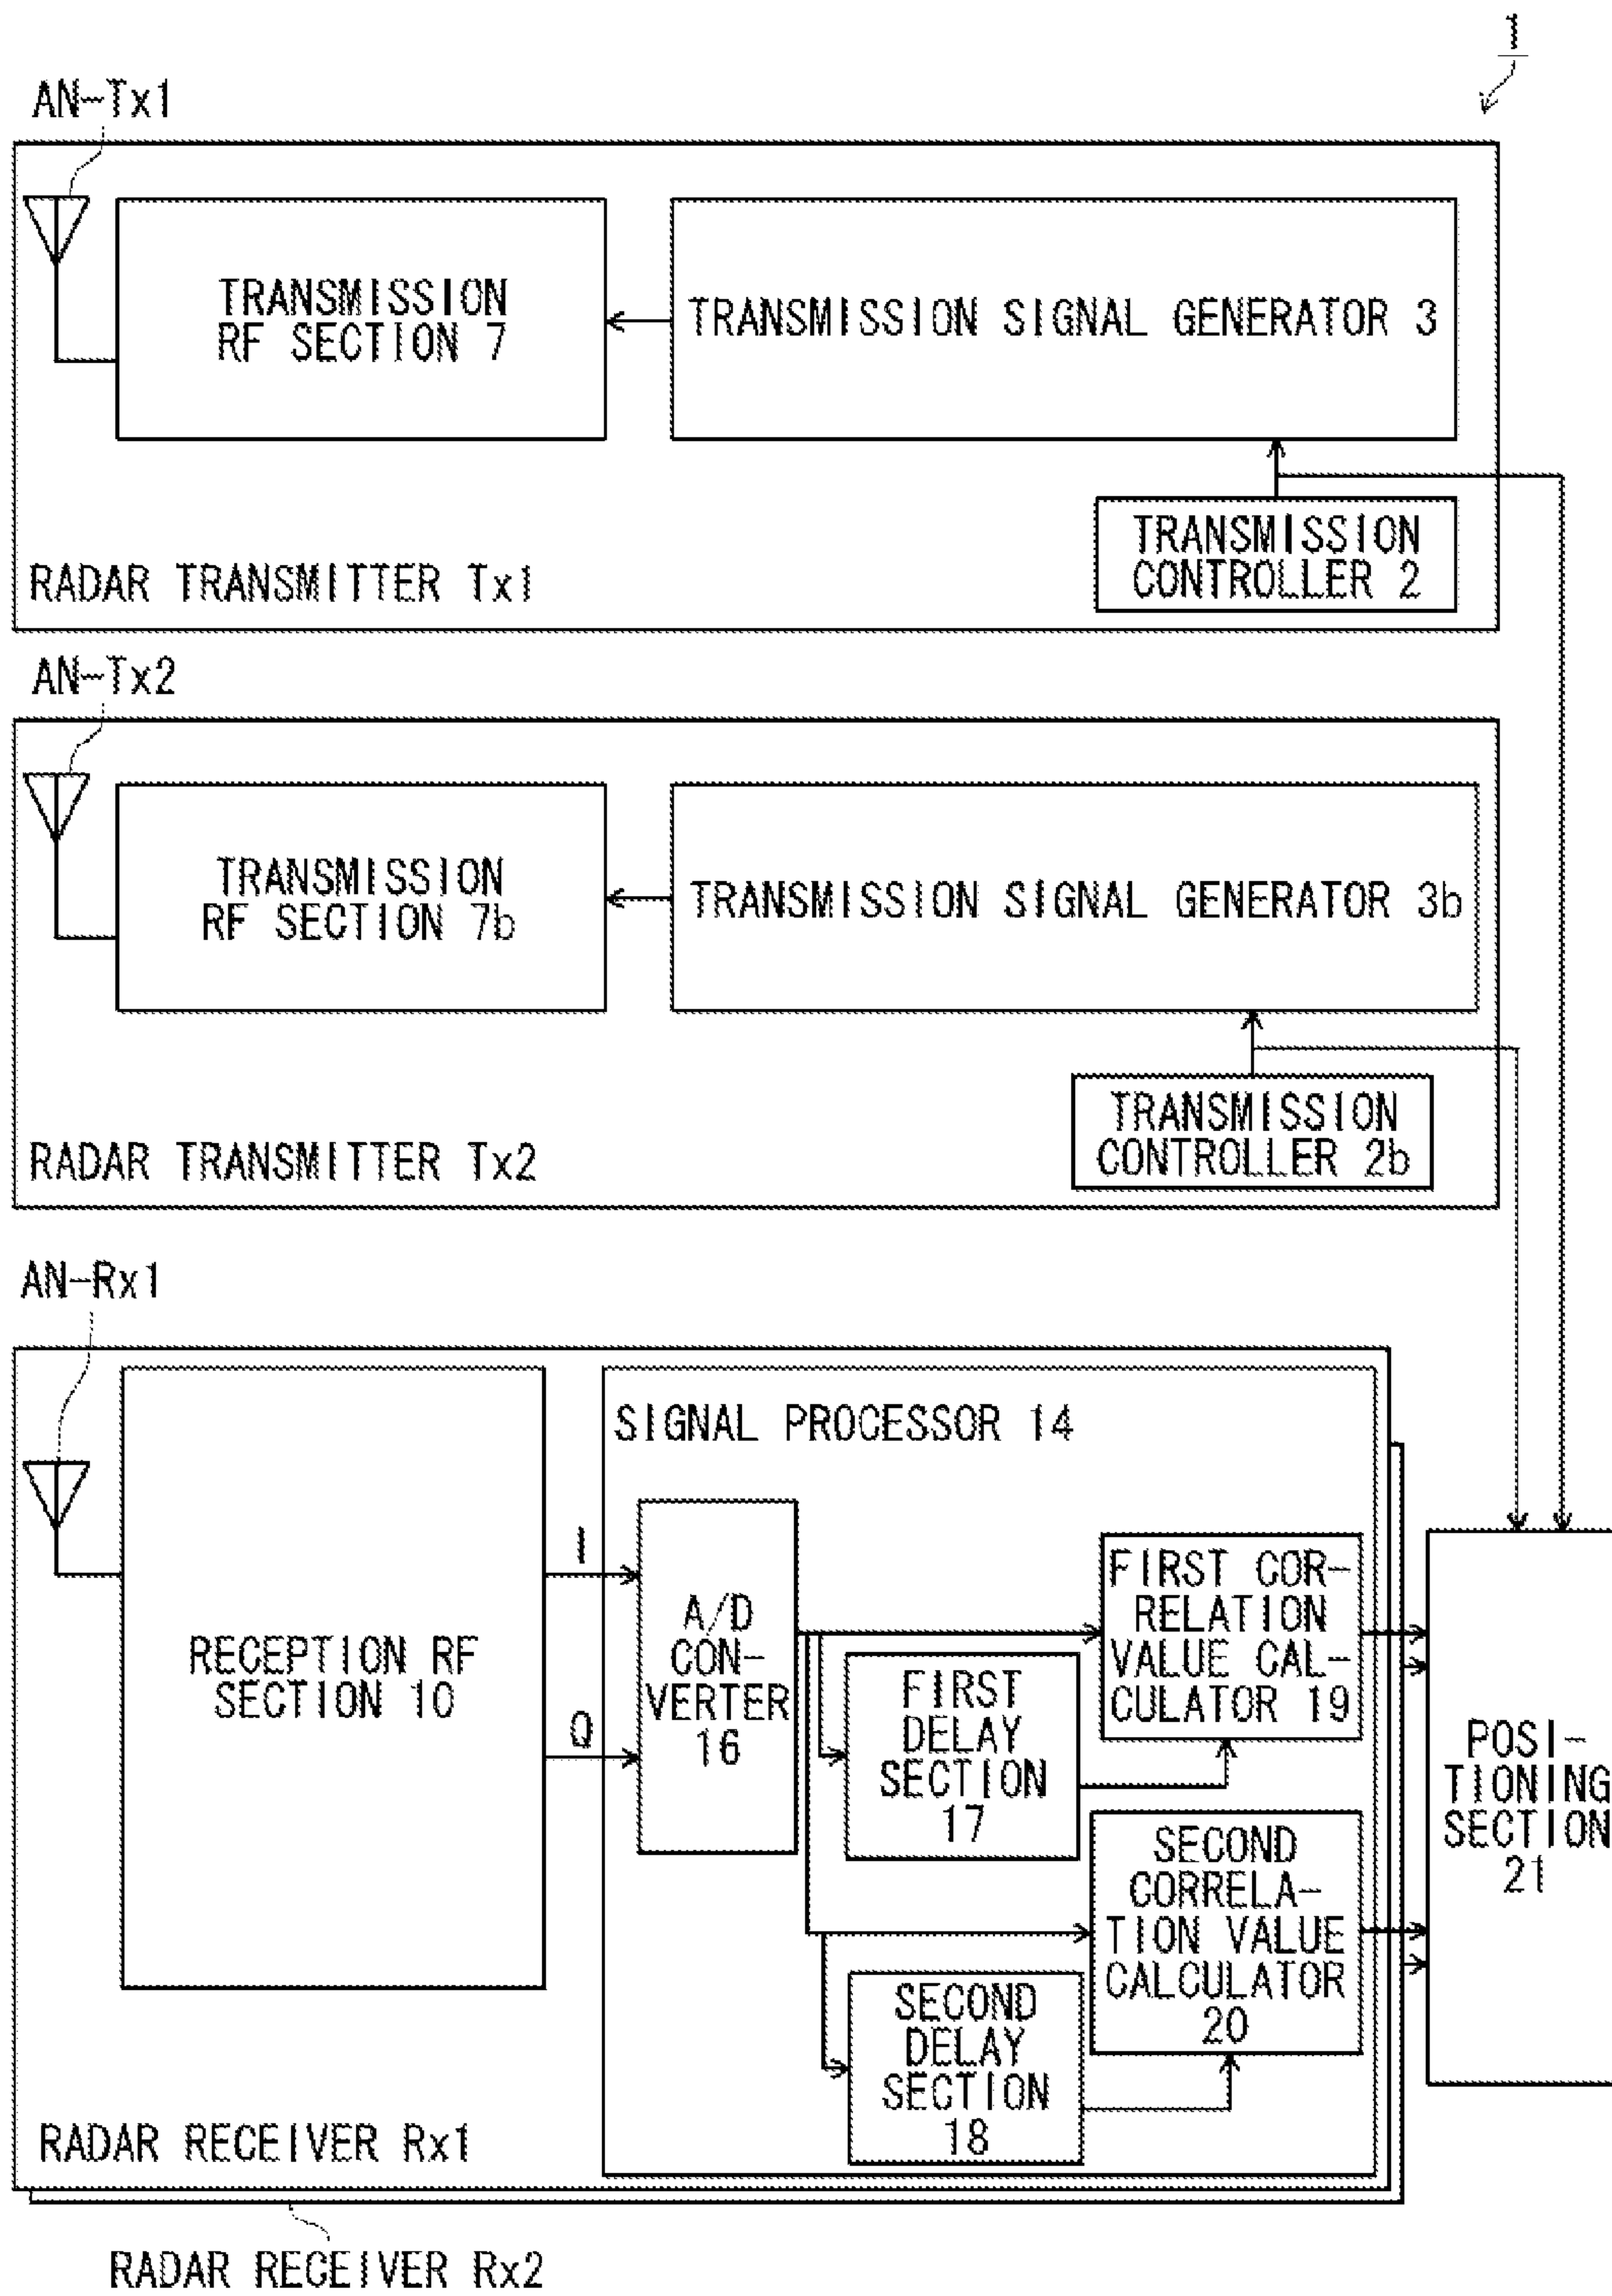 1
AN-Tx1
TRANSMISSION
RF SECTION 7
TRANSMISSION SIGNAL GENERATOR 3
TRANSMISSION
CONTROLLER 2
RADAR TRANSMITTER Tx1
AN-Tx2
TRANSMISSION
RF SECTION 7b
TRANSMISSION SIGNAL GENERATOR 3b
TRANSMISSION
CONTROLLER 2b
RADAR TRANSMITTER Tx2
AN-Rx1
RECEPTION RF
SECTION 10
I
Q
SIGNAL PROCESSOR 14
A/D
CON-
VERTER
16
FIRST
DELAY
SECTION
17
FIRST COR-
RELATION
VALUE CAL-
CULATOR 19
SECOND
DELAY
SECTION
18
SECOND
CORRELA-
TION VALUE
CALCULATOR
20
POSI-
TIONING
SECTION
21
RADAR RECEIVER Rx1
RADAR RECEIVER Rx2